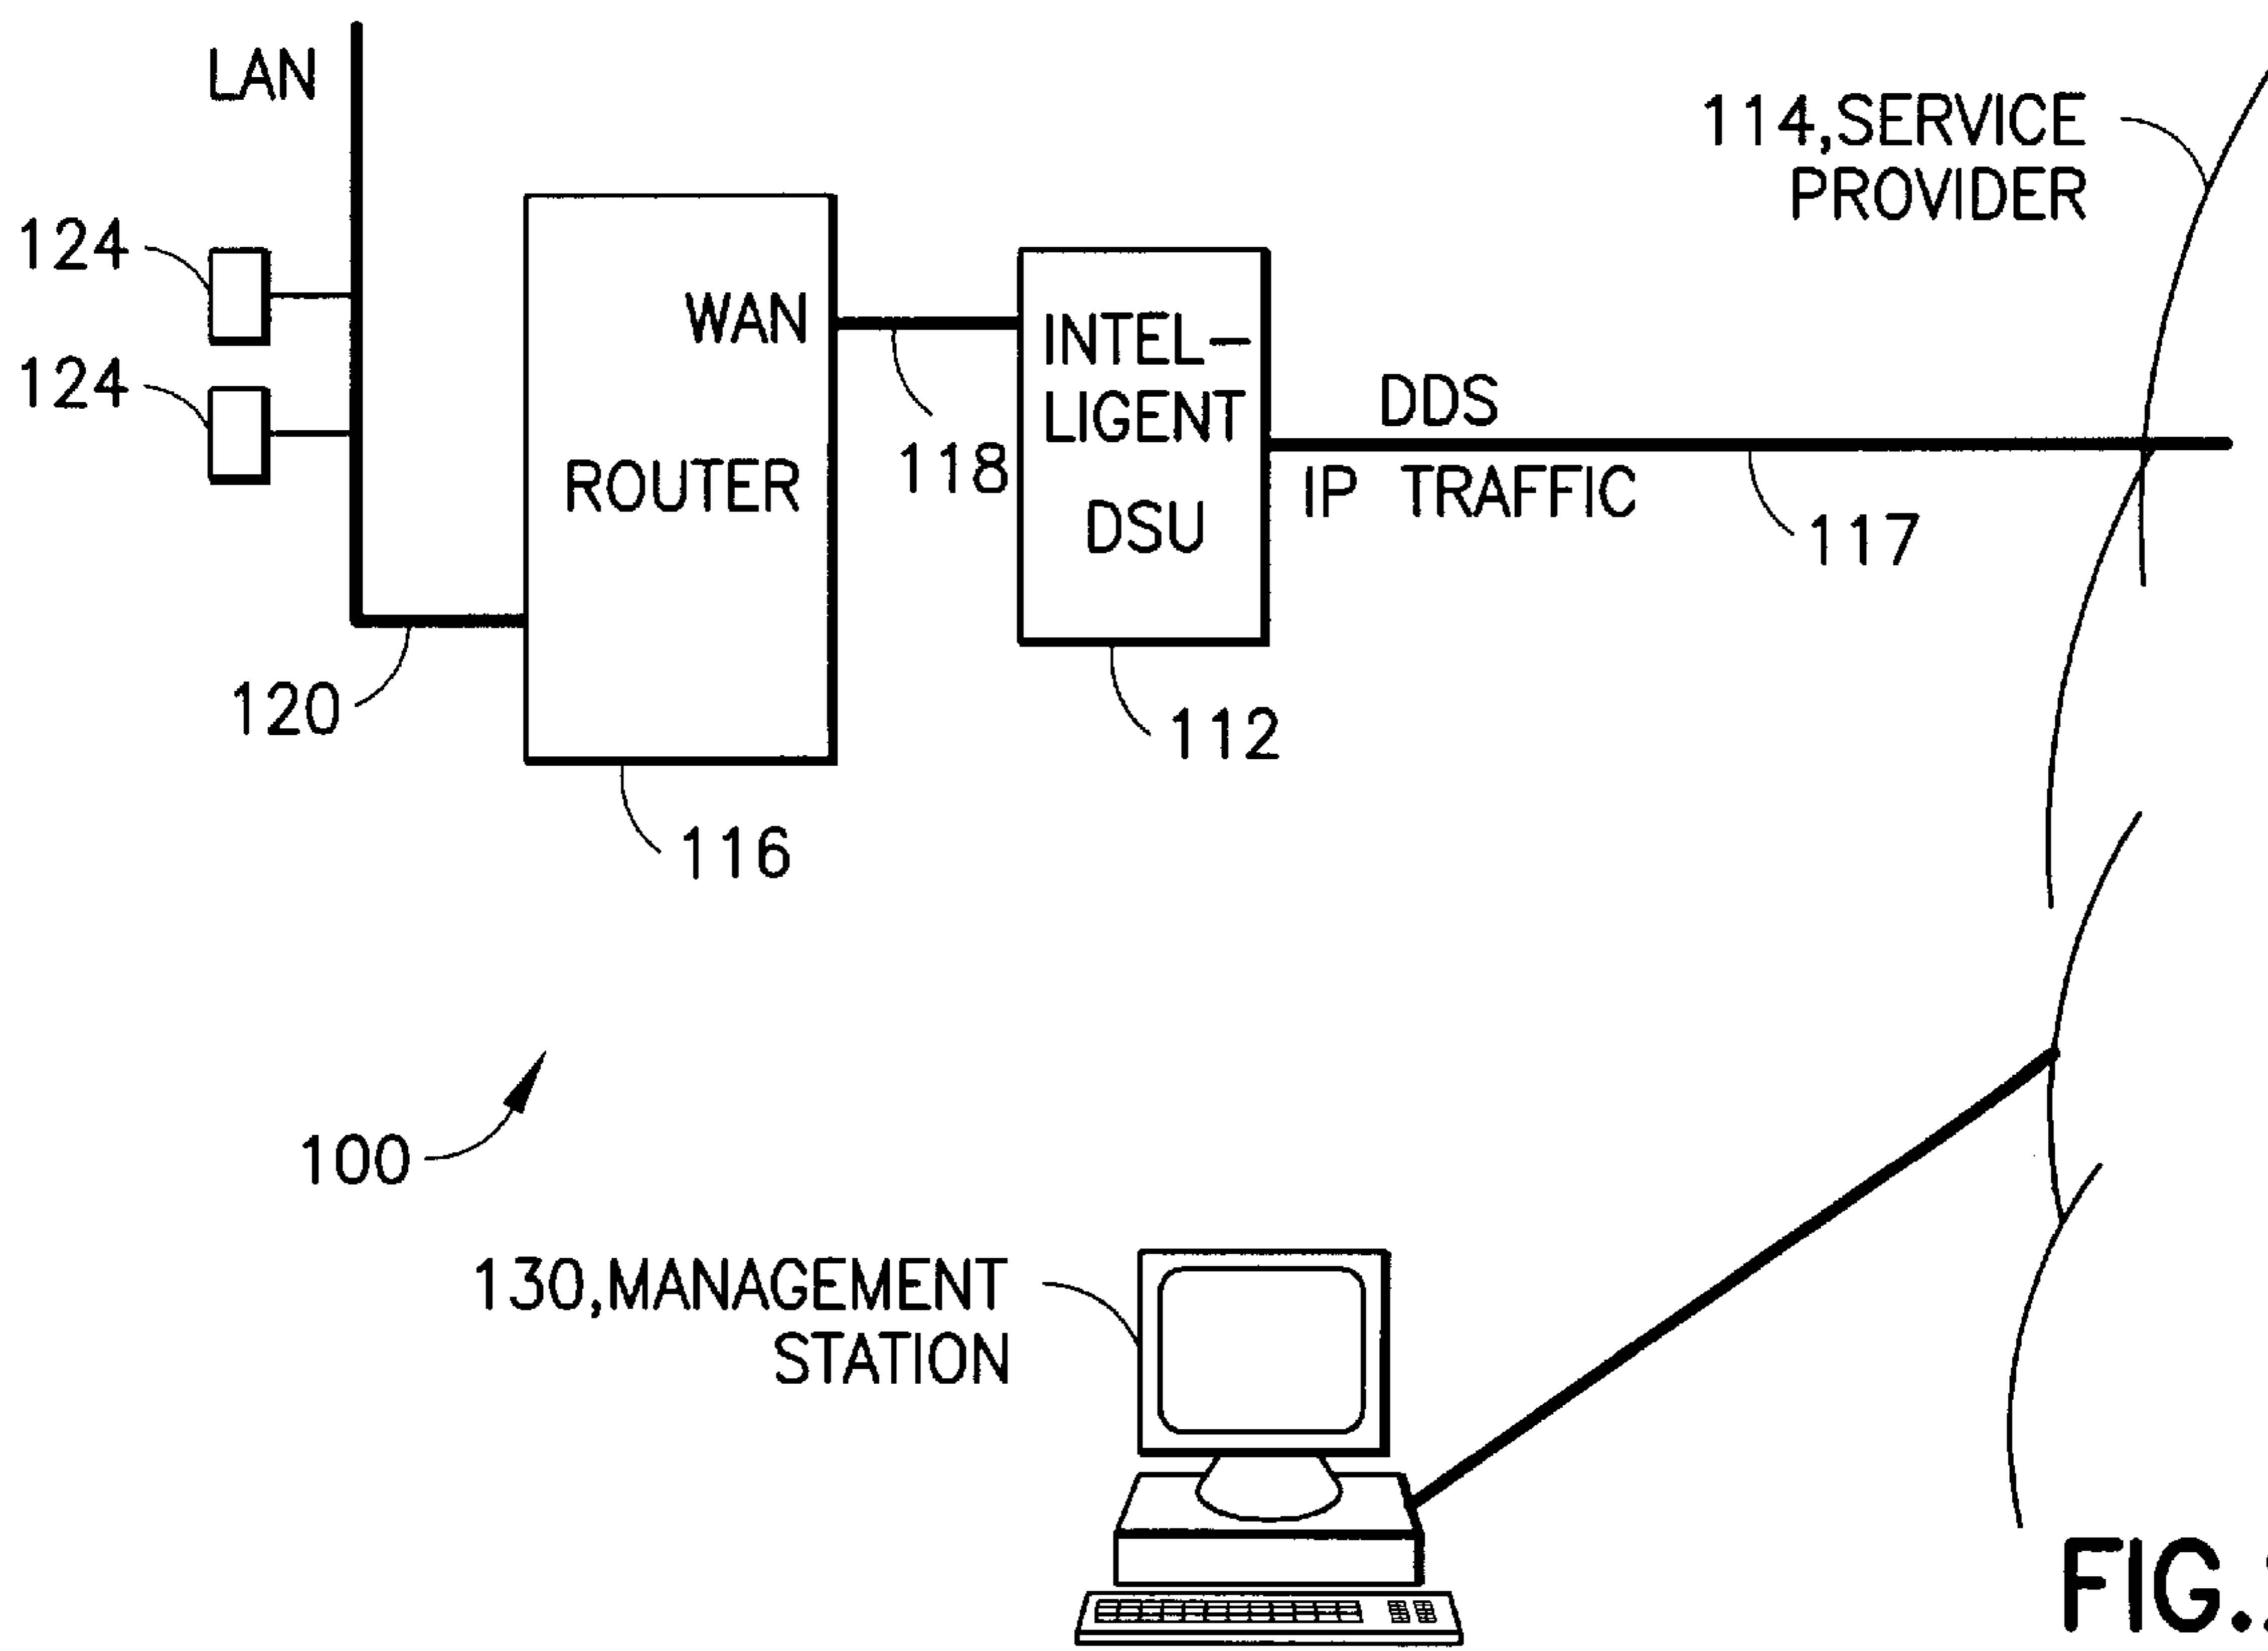 LAN
114,SERVICE
PROVIDER
124
124
WAN
ROUTER
118
INTEL-
LIGENT
DSU
DDS
IP TRAFFIC
117
120
112
116
100
130,MANAGEMENT
STATION
FIG.